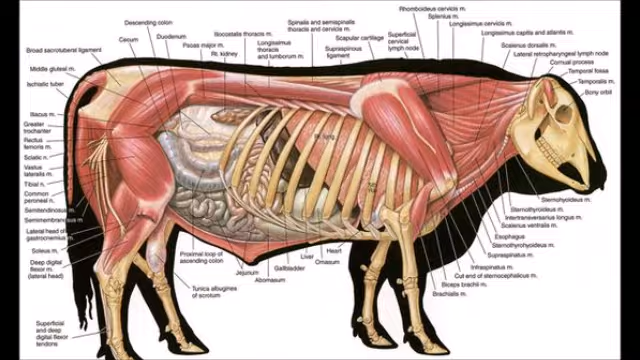 Rhomboideus cervicis m.
Splenius m.
Longissimus cervicis m.
Longissimus capitis and atlantis m.
Scalenus dorsalis m.
Lateral retropharyngeal lymph node
Cornual process
Temporal fossa
Temporalis m.
Bony orbit
Descending colon
Cecum
Duodenum
Psoas major m.
Rt. kidney
Iliocostalis thoracis m.
Longissimus
thoracis and
lumborum m.
Spinalis and semispinalis
thoracis and cervicis m.
Supraspinous
ligament
Scapular cartilage
Superficial
cervical
lymph node
Broad sacrotuberal ligament
Middle gluteal m.
Ischiatic tuber
Iliacus m.
Greater
trochanter
Rectus
femoris m.
Sciatic n.
Vastus
lateralis m.
Tibial n.
Common
peroneal n.
Semitendinosus m.
Semimembranosus m.
Lateral head of
gastrocnemius m.
Soleus m.
Deep digital
flexor m.
(lateral head)
Superficial
and deep
digital flexor
tendons
Rt. lung
Tunica albuginea
of scrotum
Proximal loop of
ascending colon
Jejunum
Abomasum
Gallbladder
Liver
Omasum
Heart
Sternohyoideus m.
Sternothyroideus m.
Intertransversarius longus m.
Scalenus ventralis m.
Esophagus
Sternothyrohyoideus m.
Supraspinatus m.
Infraspinatus m.
Cut end of sternocephalicus m.
Biceps brachii m.
Brachialis m.